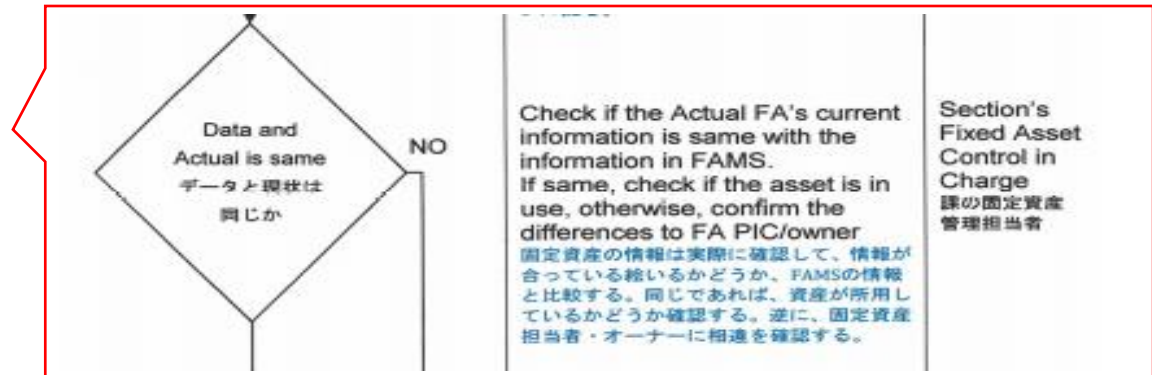 Data and
Actual is same
データと現状は
同じか
NO
Check if the Actual FA's current
information is same with the
information in FAMS.
If same, check if the asset is in
use, otherwise, confirm the
differences to FA PIC/owner
固定資産の情報は実際に確認して、情報が
合っている絵いるかどうか、FAMSの情報
と比較する。同じであれば、資産が所用し
ているかどうか確認する。逆に、固定資産
担当者・オーナーに相違を確認する。
Section's
Fixed Asset
Control in
Charge
課の固定資産
管理担当者